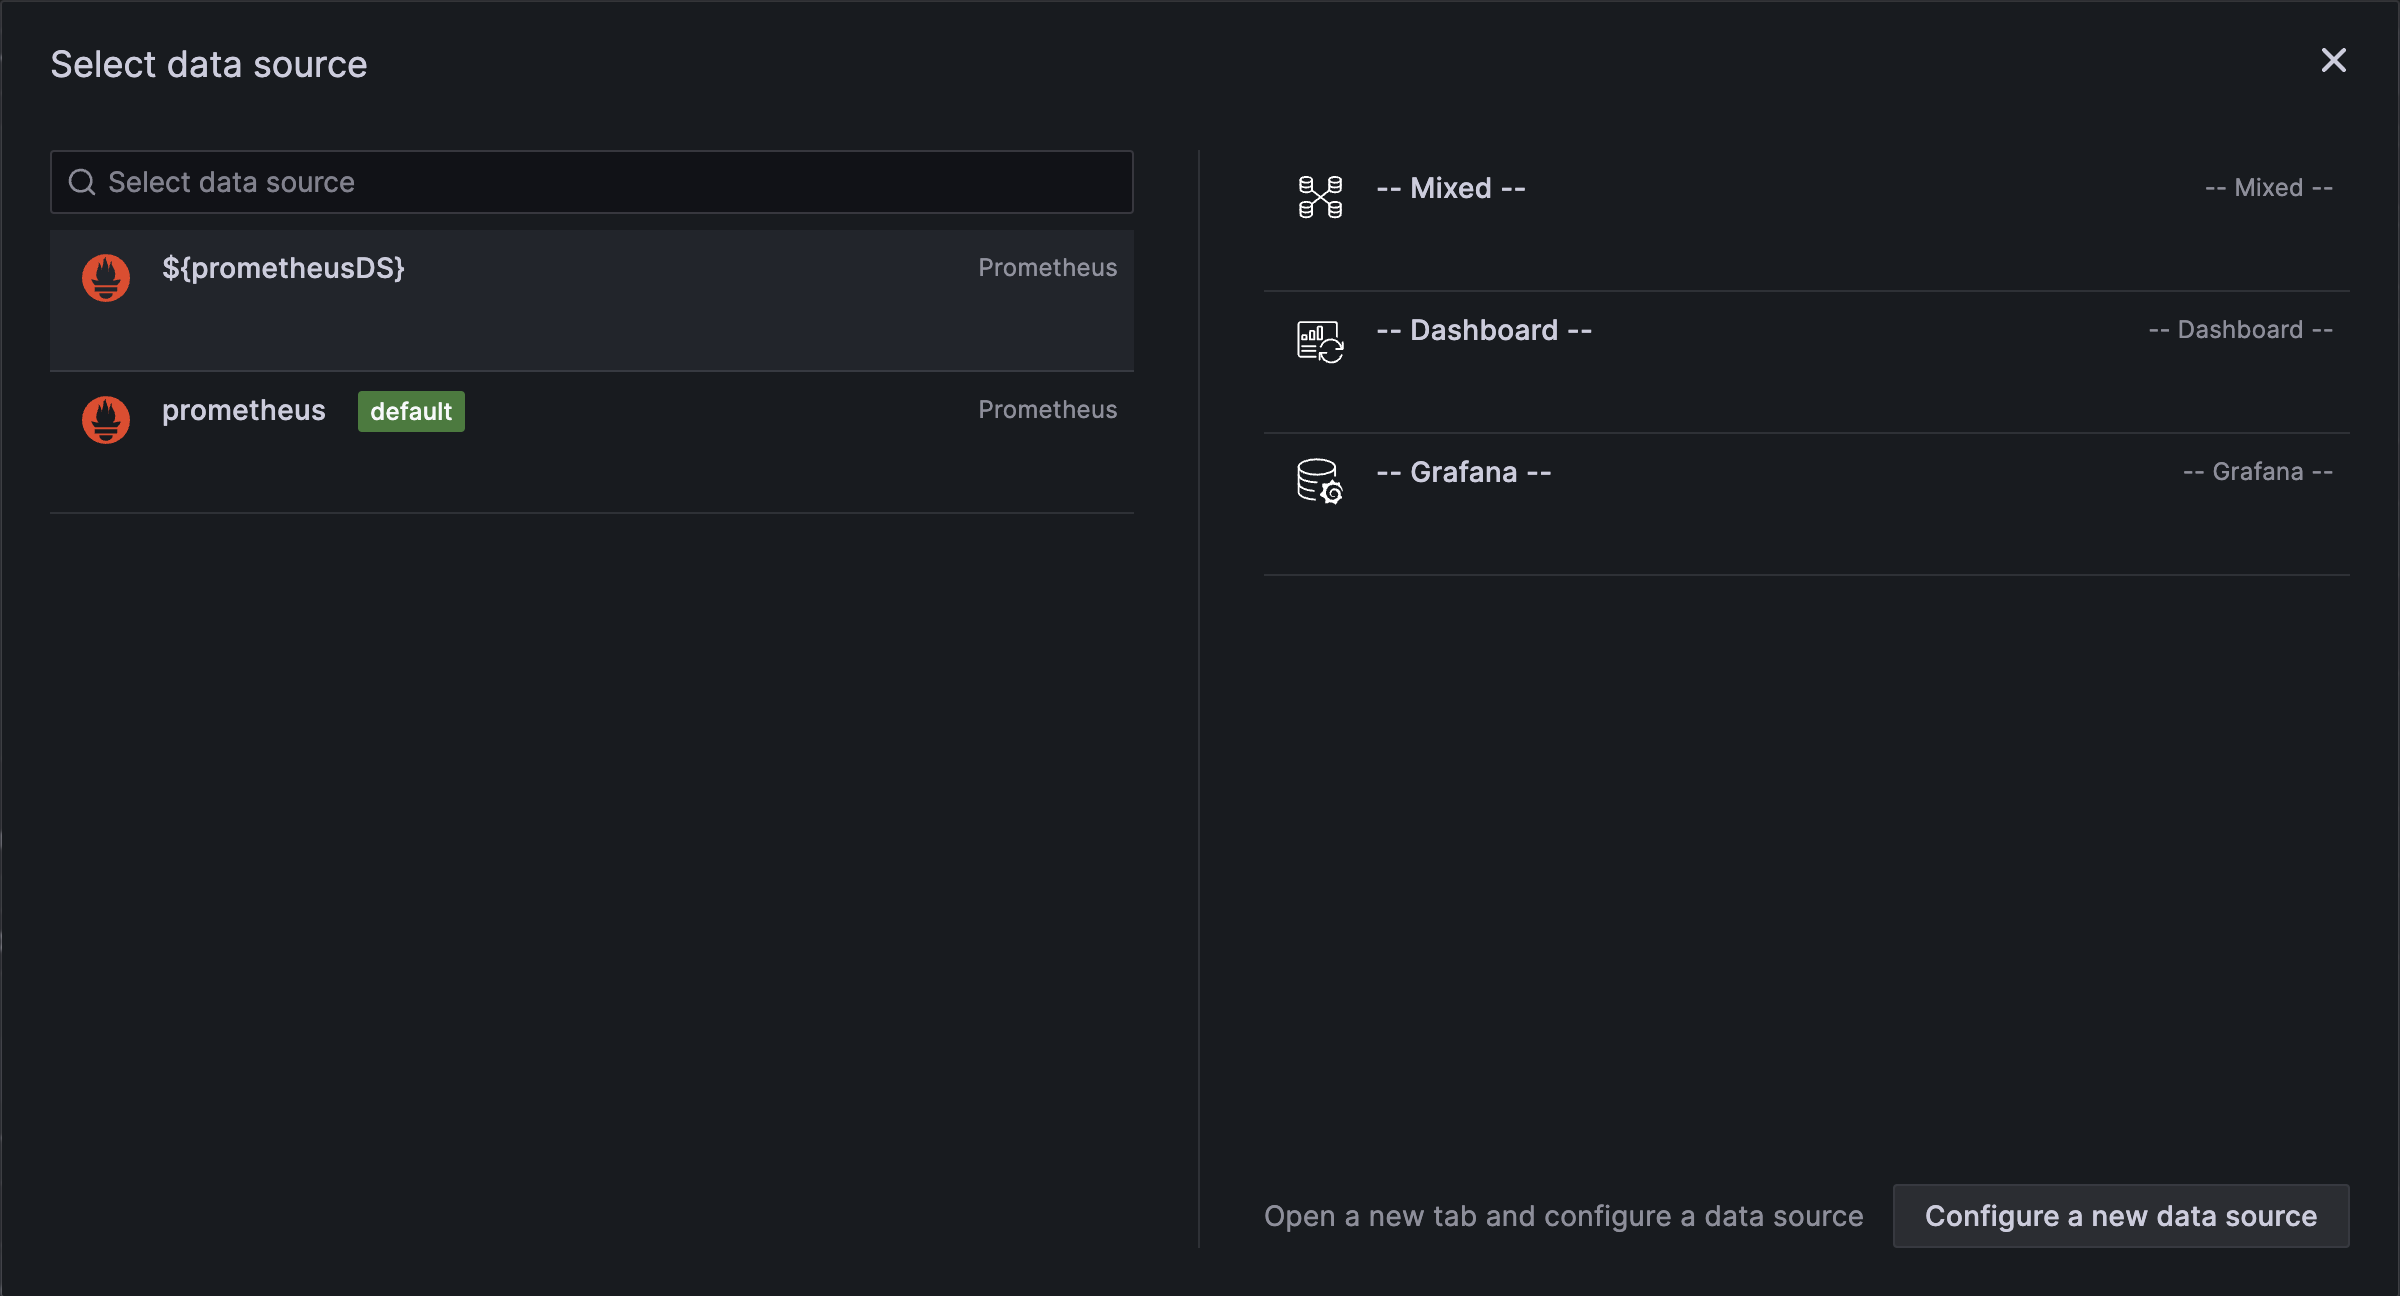 Select data source
Select data source
${prometheusDS} Prometheus
prometheus default Prometheus
-- Mixed -- -- Mixed --
-- Dashboard -- -- Dashboard --
-- Grafana -- -- Grafana --
Open a new tab and configure a data source Configure a new data source